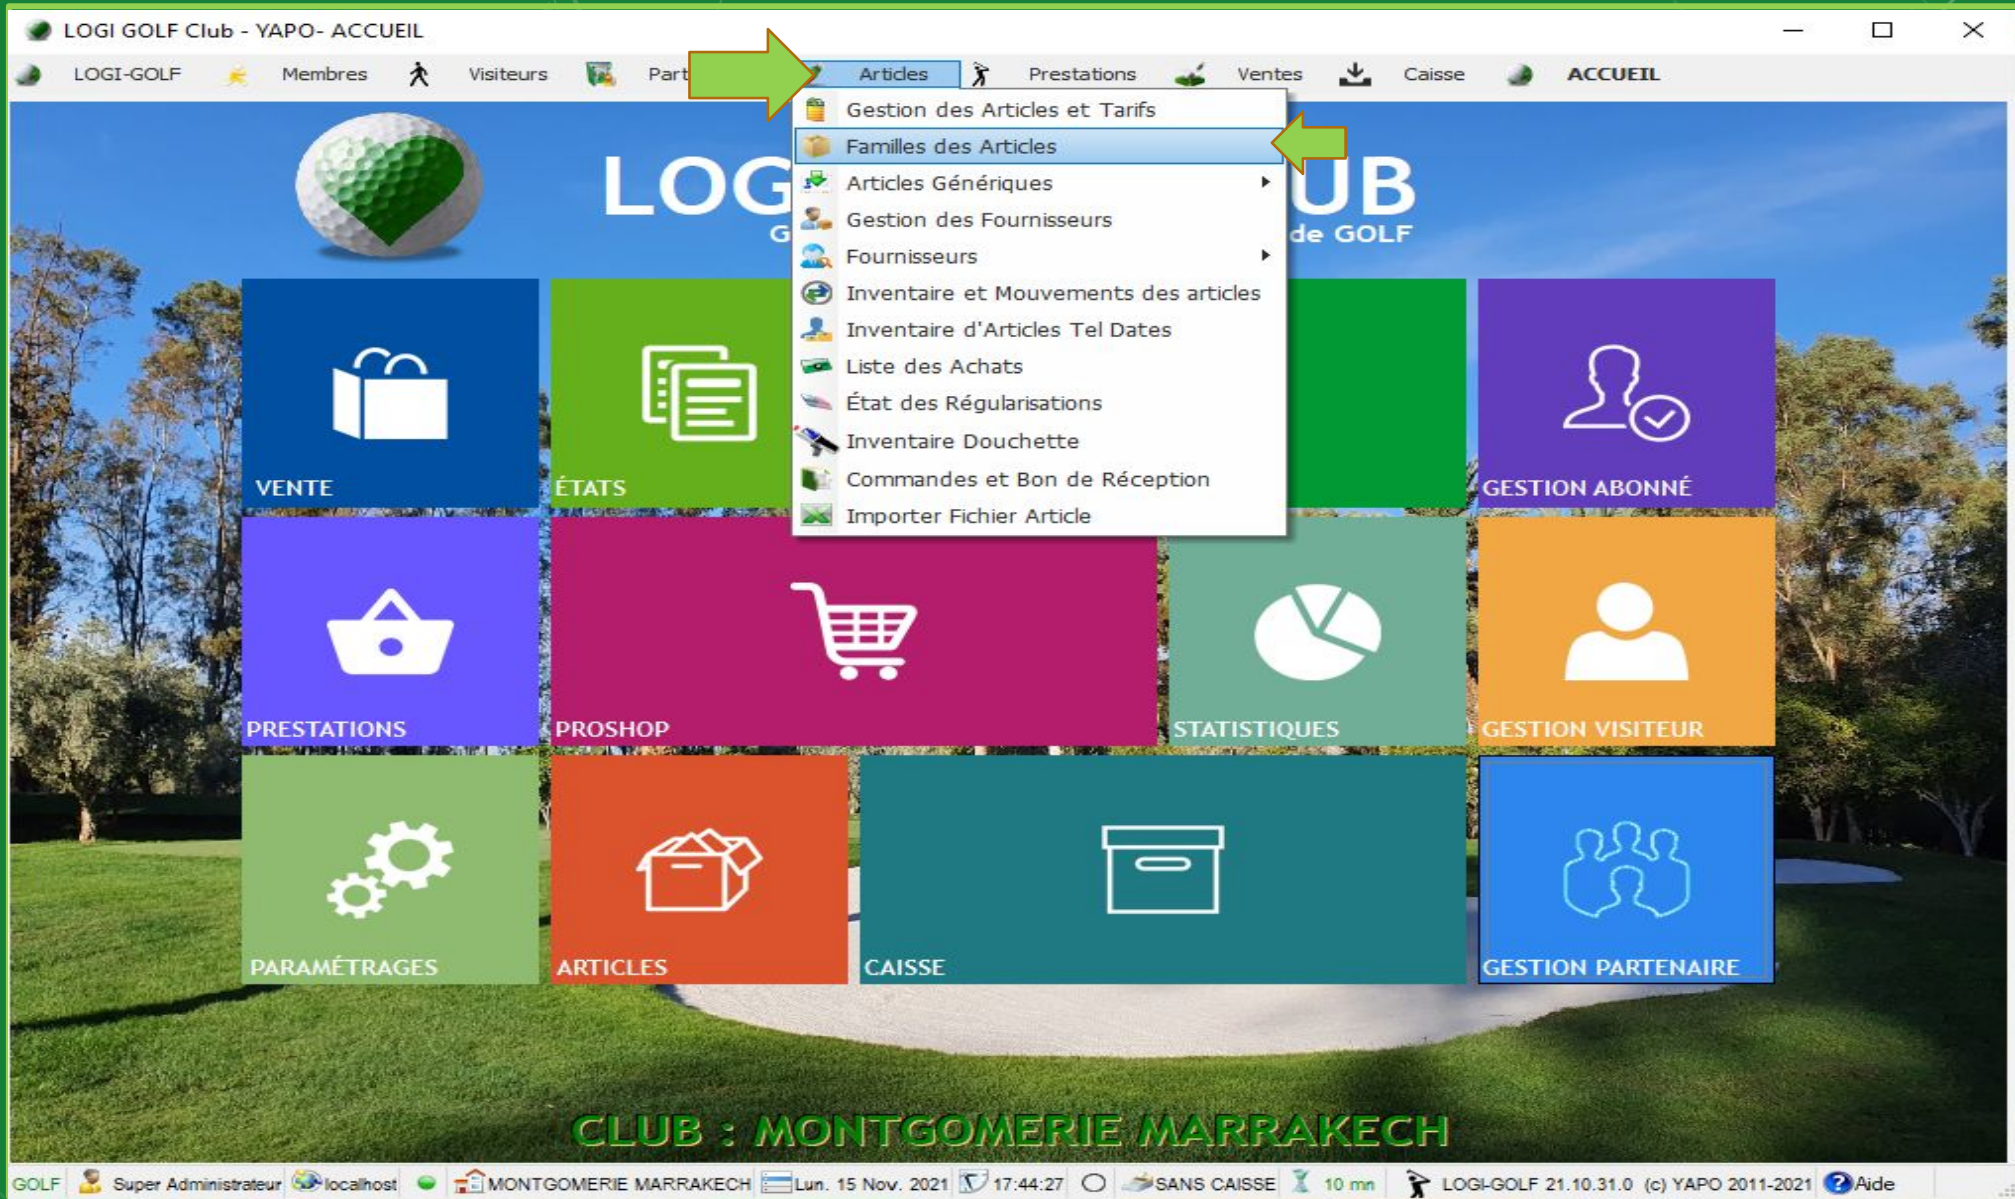 LOGI GOLF Club - YAPO- ACCUEIL
LOGI-GOLF Membres Visiteurs Part Articles Prestations Ventes Caisse ACCUEIL
Gestion des Articles et Tarifs
Familles des Articles
Articles Génériques
Gestion des Fournisseurs
Fournisseurs
Inventaire et Mouvements des articles
Inventaire d'Articles Tel Dates
Liste des Achats
État des Régularisations
Inventaire Douchette
Commandes et Bon de Réception
Importer Fichier Article
LOG UB
G de GOLF
VENTE ÉTATS GESTION ABONNÉ
PRESTATIONS PROSHOP STATISTIQUES GESTION VISITEUR
PARAMÉTRAGES ARTICLES CAISSE GESTION PARTENAIRE
CLUB : MONTGOMERIE MARRAKECH
GOLF Super Administrateur localhost MONTGOMERIE MARRAKECH Lun. 15 Nov. 2021 17:44:27 SANS CAISSE 10 mn LOGI-GOLF 21.10.31.0 (c) YAPO 2011-2021 Aide